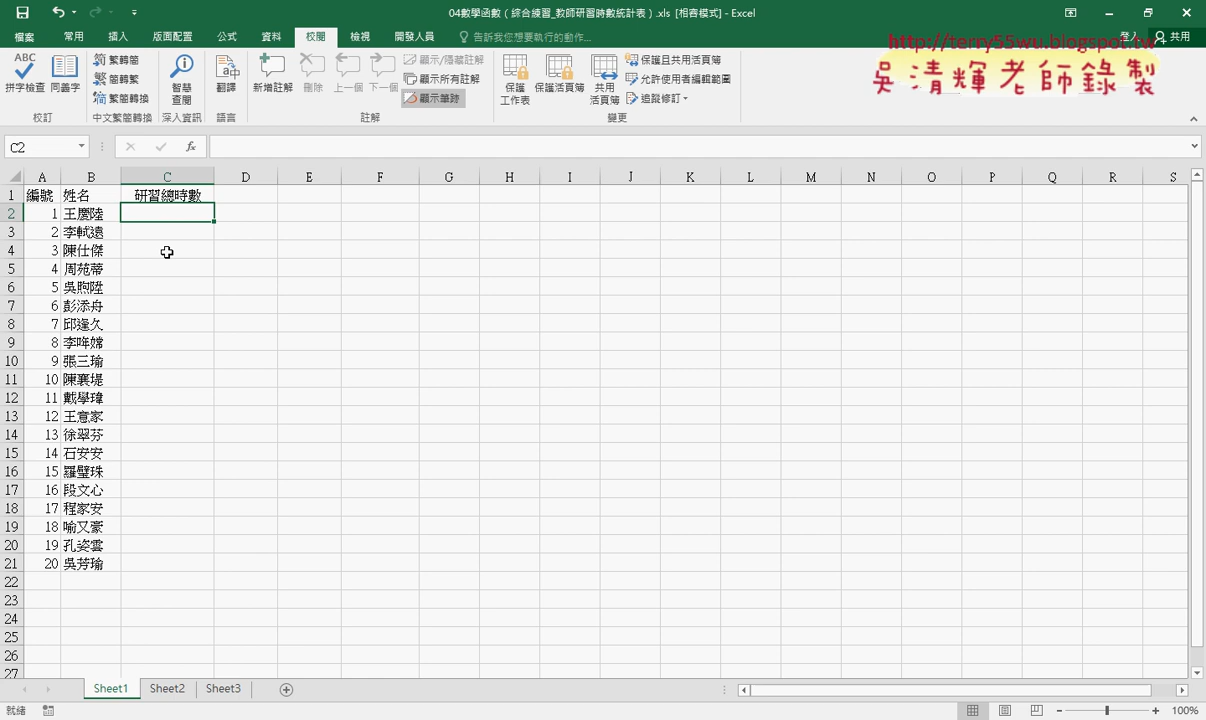 04數學函數（綜合練習_教師研習時數統計表）.xls [相容模式] - Excel
檔案 常用 插入 版面配置 公式 資料 校閱 檢視 開發人員 告訴我您想要執行的動作... 登入 共用
http://terry55wu.blogspot.tw
吳清輝老師錄製
ABC 拼字檢查 同義字 繁轉簡 簡轉繁 繁簡轉換 智慧查閱 翻譯 新增註解 刪除 上一個 下一個 顯示/隱藏註解 顯示所有註解 顯示筆跡 保護工作表 保護活頁簿 共用活頁簿 保護且共用活頁簿 允許使用者編輯範圍 追蹤修訂
校訂 中文繁簡轉換 深入資訊 語言 註解 變更
C2 fx
A B C D E F G H I J K L M N O P Q R S
1 編號 姓名 研習總時數
2 1 王慶陸
3 2 李軾遠
4 3 陳仕傑
5 4 周苑蒂
6 5 吳煦陞
7 6 彭添舟
8 7 邱逢久
9 8 李哖嫦
10 9 張三瑜
11 10 陳襄堤
12 11 戴學瑋
13 12 王意家
14 13 徐翠芬
15 14 石安安
16 15 羅璧珠
17 16 段文心
18 17 程家安
19 18 喻又豪
20 19 孔姿雲
21 20 吳芳瑜
22
23
24
25
26
27
Sheet1 Sheet2 Sheet3
就緒 100%